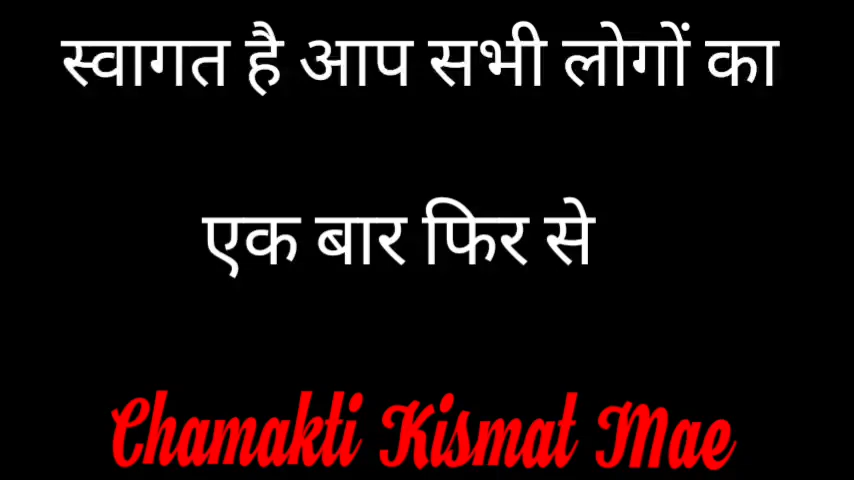 स्वागत है आप सभी लोगों का
एक बार फिर से
Chamakti Kismat Mae